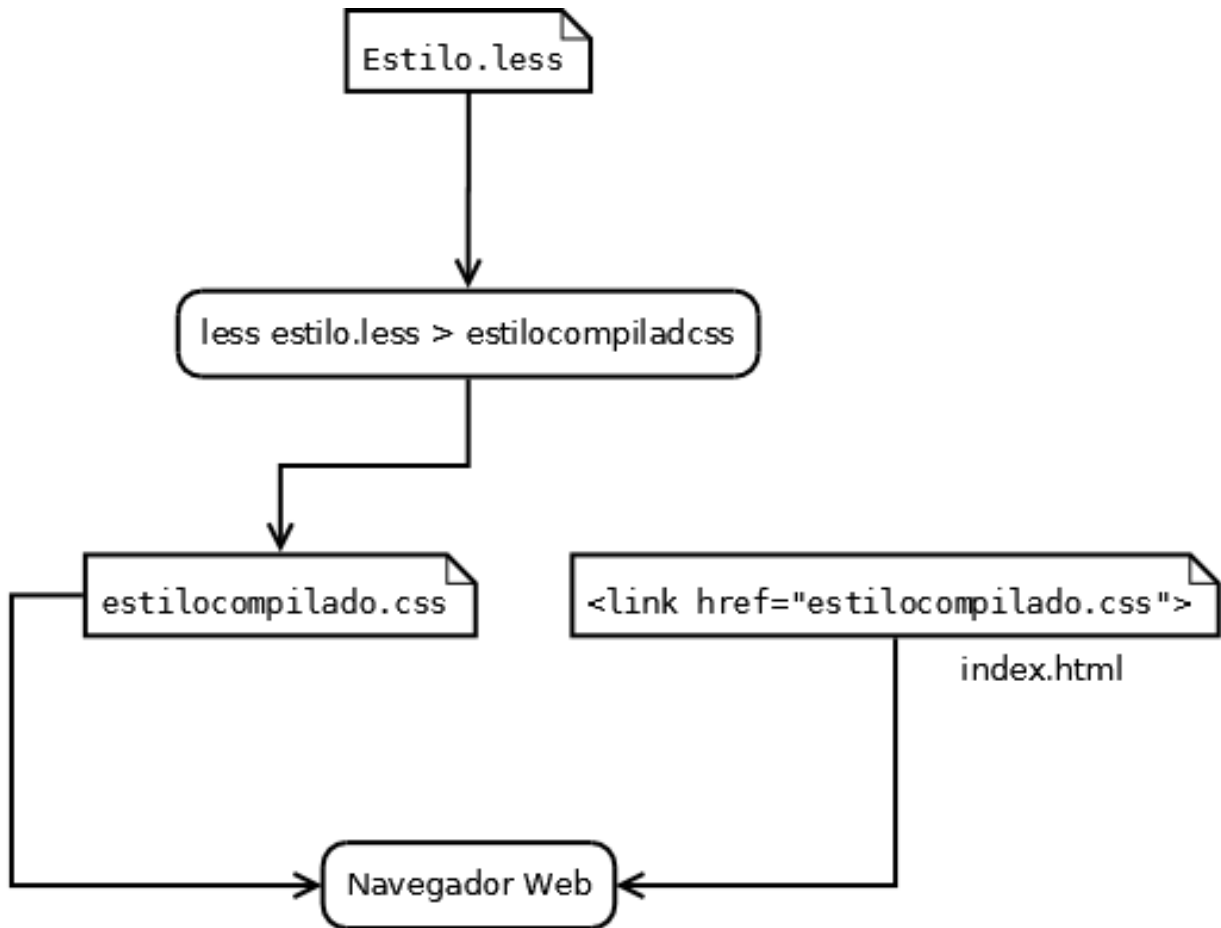 Estilo.less
less estilo.less > estilocompiladcss
estilocompilado.css
<link href="estilocompilado.css">
index.html
Navegador Web